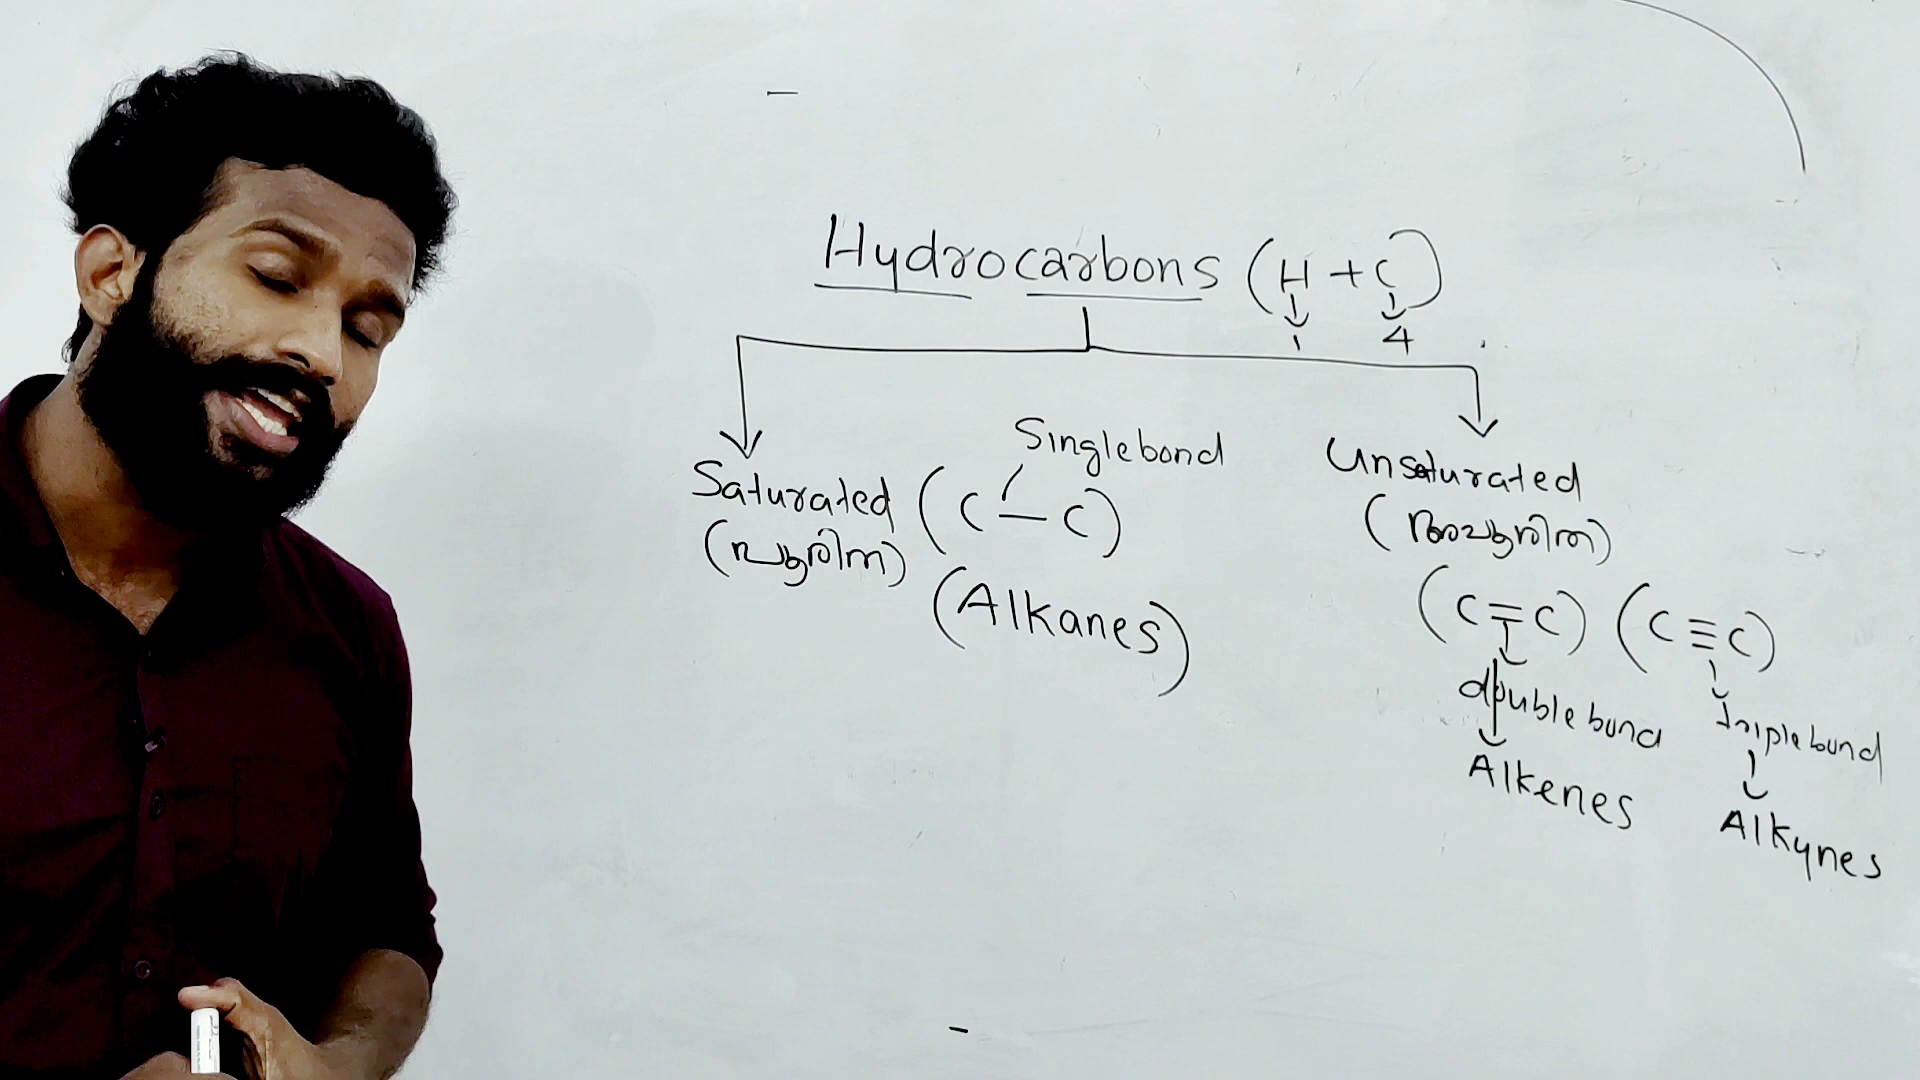 Hydrocarbons (H + C)
1 4
Singlebond
Saturated (C — C)
(പൂരിത)
(Alkanes)
Unsaturated
(അപൂരിത)
(C = C) (C ≡ C)
double bond
triple bond
Alkenes
Alkynes